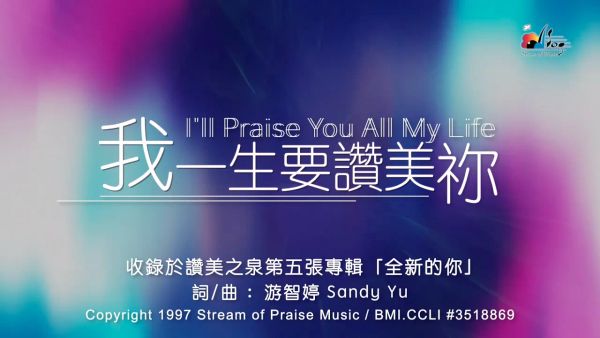 I'll Praise You All My Life
我一生要讚美祢
收錄於讚美之泉第五張專輯「全新的你」
詞/曲 : 游智婷 Sandy Yu
Copyright 1997 Stream of Praise Music / BMI.CCLI #3518869